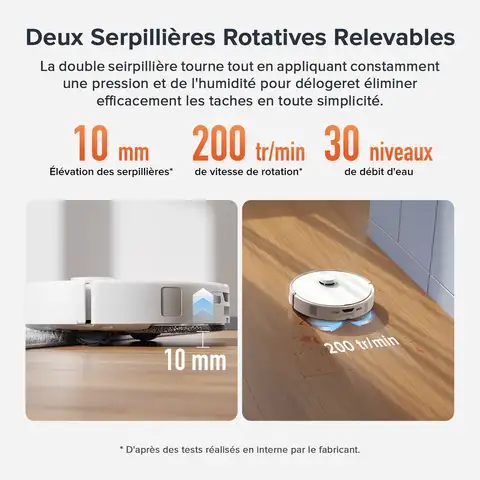 Deux Serpillières Rotatives Relevables
La double seirpillière tourne tout en appliquant constamment
une pression et de l'humidité pour délogeret éliminer
efficacement les taches en toute simplicité.
10 mm
Élévation des serpillières*
200 tr/min
de vitesse de rotation*
30 niveaux
de débit d'eau
10 mm
200 tr/min
* D'après des tests réalisés en interne par le fabricant.